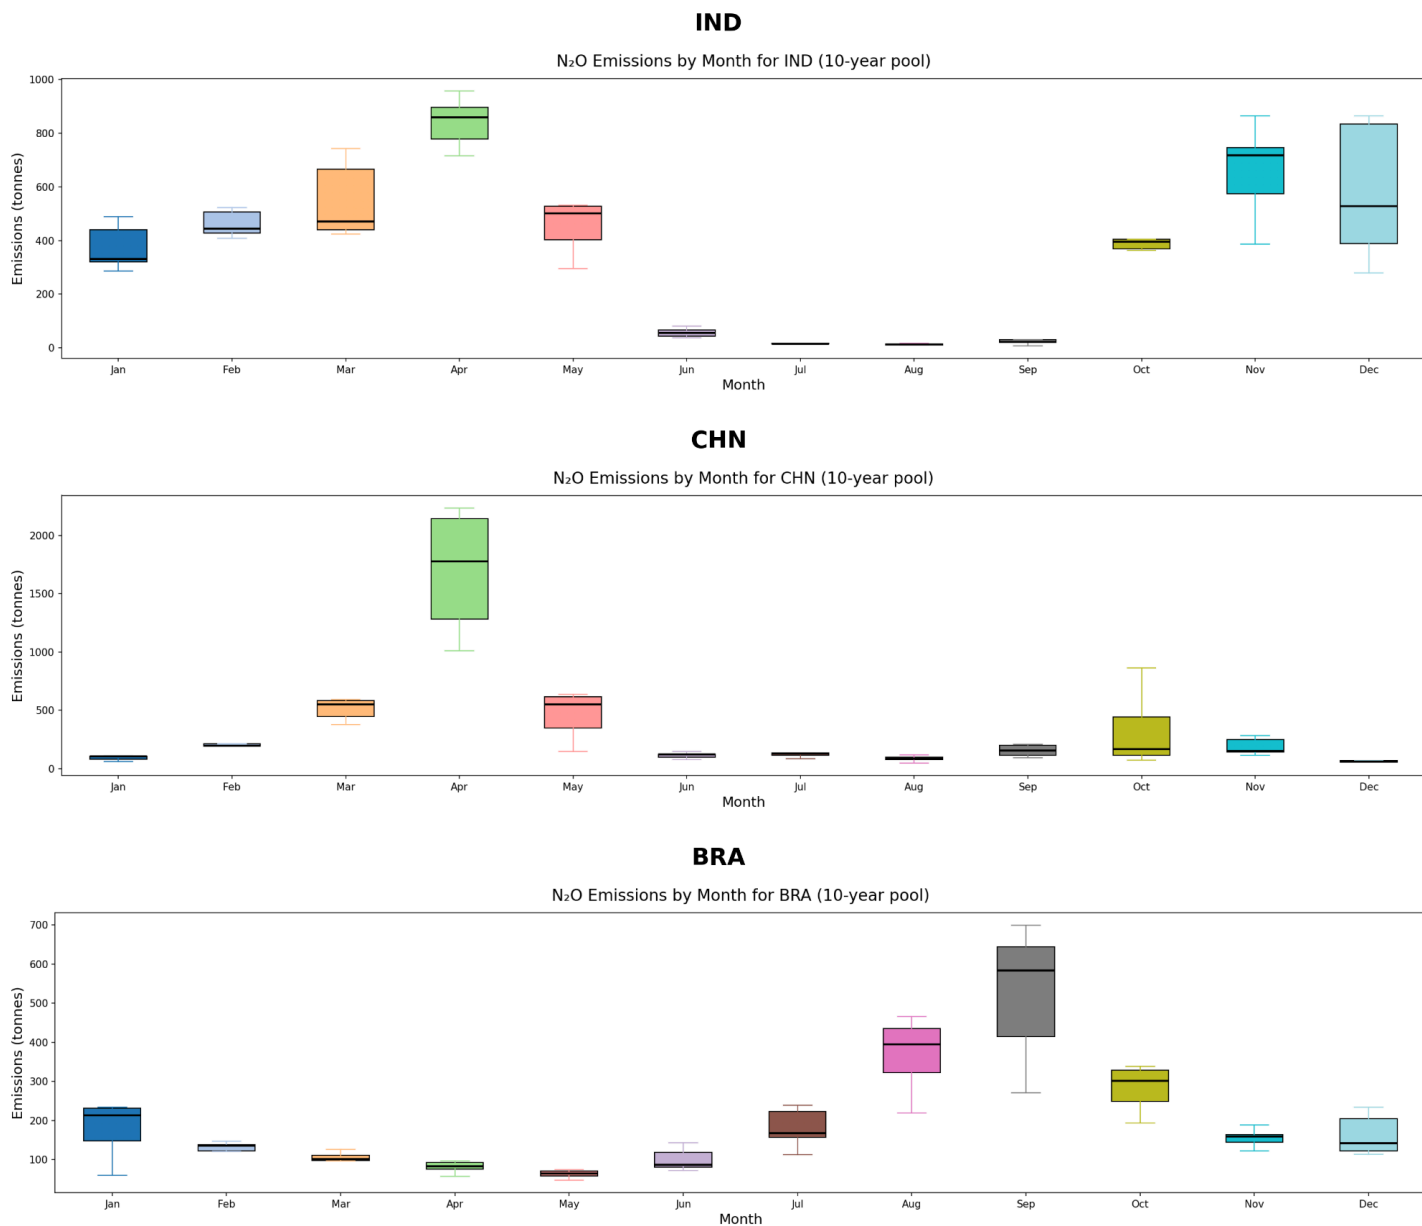 IND
N₂O Emissions by Month for IND (10-year pool)
1000
800
600
400
200
0
Emissions (tonnes)
Jan Feb Mar Apr May Jun Jul Aug Sep Oct Nov Dec
Month
CHN
N₂O Emissions by Month for CHN (10-year pool)
2000
1500
1000
500
0
Emissions (tonnes)
Jan Feb Mar Apr May Jun Jul Aug Sep Oct Nov Dec
Month
BRA
N₂O Emissions by Month for BRA (10-year pool)
700
600
500
400
300
200
100
Emissions (tonnes)
Jan Feb Mar Apr May Jun Jul Aug Sep Oct Nov Dec
Month